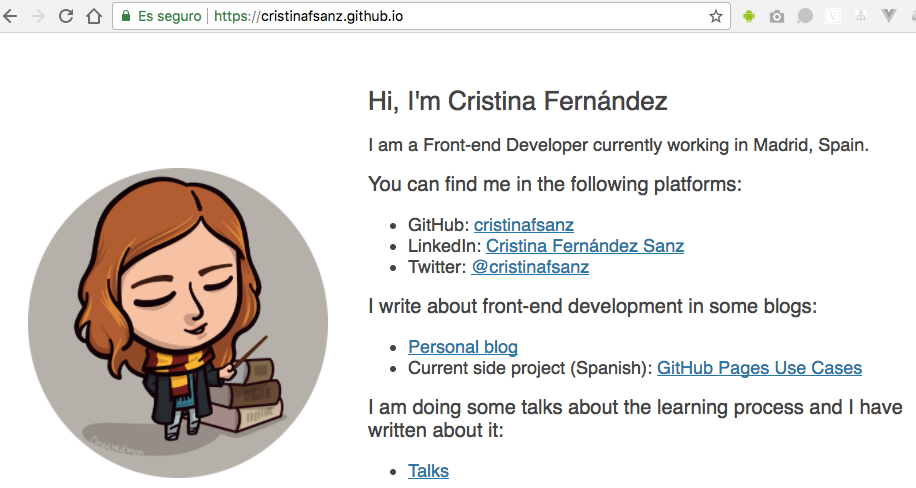 Es seguro https://cristinafsanz.github.io
Hi, I'm Cristina Fernández
I am a Front-end Developer currently working in Madrid, Spain.
You can find me in the following platforms:
GitHub: cristinafsanz
LinkedIn: Cristina Fernández Sanz
Twitter: @cristinafsanz
I write about front-end development in some blogs:
Personal blog
Current side project (Spanish): GitHub Pages Use Cases
I am doing some talks about the learning process and I have
written about it:
Talks